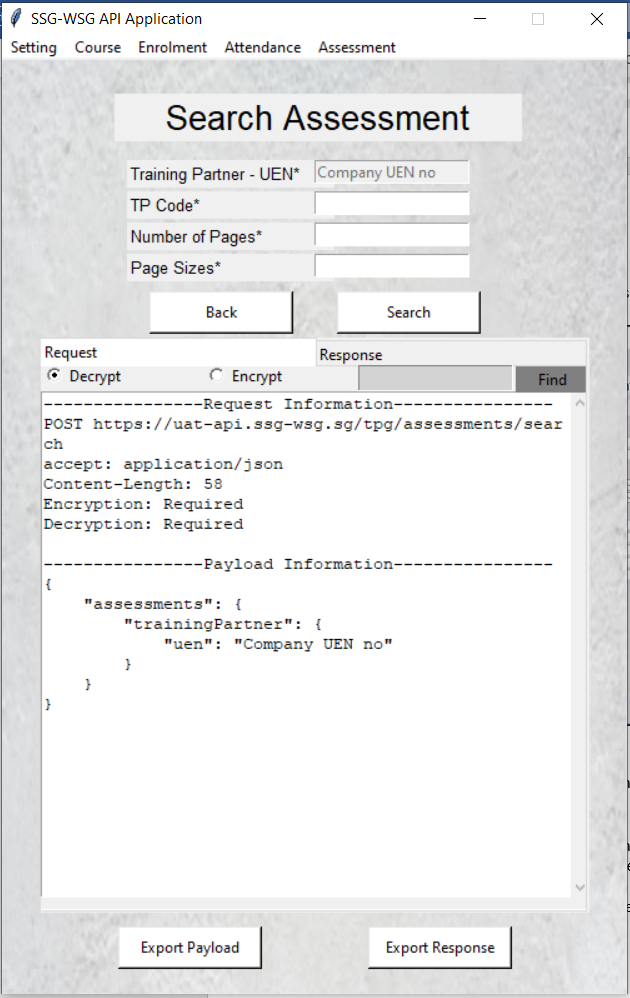 SSG-WSG API Application
Setting Course Enrolment Attendance Assessment
Search Assessment
Training Partner - UEN* Company UEN no
TP Code*
Number of Pages*
Page Sizes*
Back Search
Request Response
Decrypt Encrypt Find
----------------Request Information----------------
POST https://uat-api.ssg-wsg.sg/tpg/assessments/sear
ch
accept: application/json
Content-Length: 58
Encryption: Required
Decryption: Required
----------------Payload Information----------------
{
    "assessments": {
        "trainingPartner": {
            "uen": "Company UEN no"
        }
    }
}
Export Payload Export Response